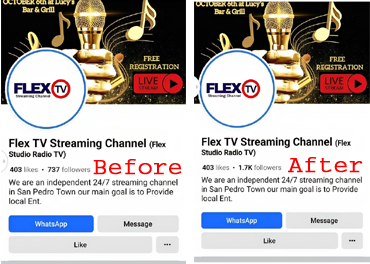 OCTOBER 6th at Lucy's
Bar & Grill
FREE
REGISTRATION
LIVE
STREAM
FLEX TV
Streaming Channel
Flex TV Streaming Channel (Flex
Studio Radio TV)
403 likes • 737 followers
Before
We are an independent 24/7 streaming channel
in San Pedro Town our main goal is to Provide
local Ent.
WhatsApp
Message
Like
•••
OCTOBER 6th at Lucy's
Bar & Grill
FREE
REGISTRATION
LIVE
STREAM
FLEX TV
Streaming Channel
Flex TV Streaming Channel (Flex
Studio Radio TV)
403 likes • 1.7K followers
After
We are an independent 24/7 streaming channel
in San Pedro Town our main goal is to Provide
local Ent.
WhatsApp
Message
Like
•••